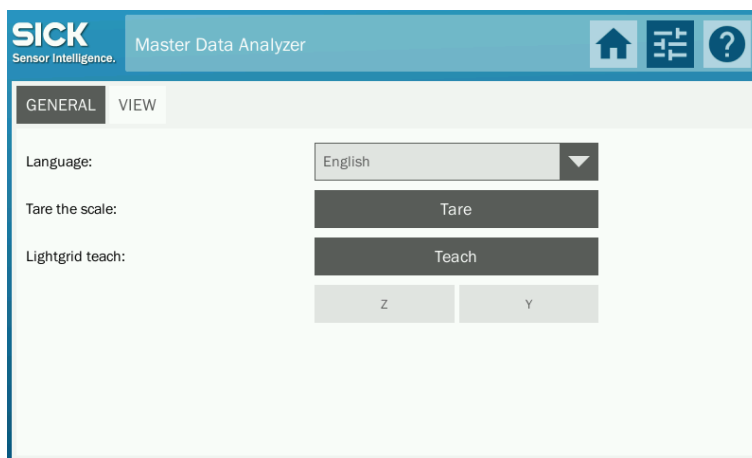 SICK
Sensor Intelligence.
Master Data Analyzer
?
GENERAL VIEW
Language: English
Tare the scale: Tare
Lightgrid teach: Teach
Z Y